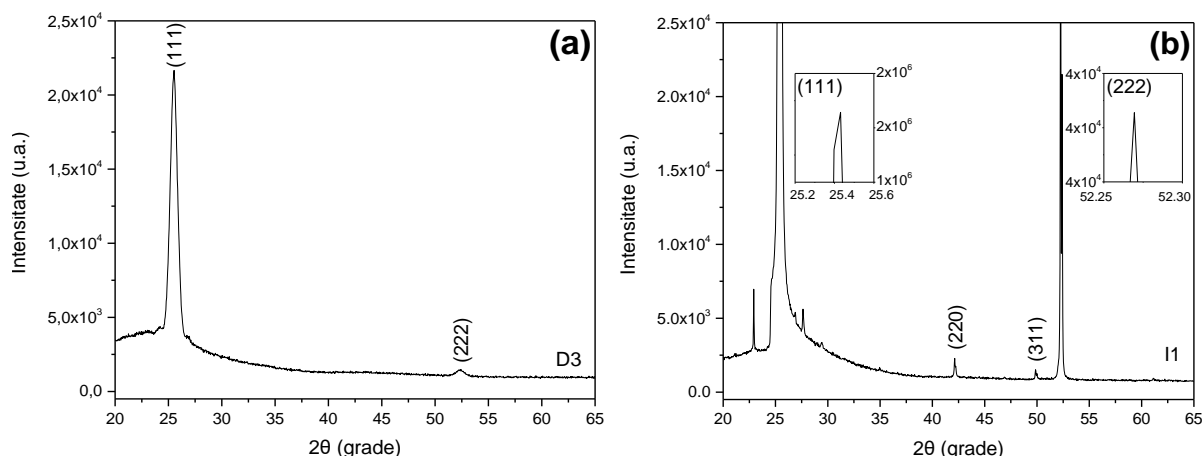 (a)
(111)
(222)
D3
2,5x10⁴
2,0x10⁴
1,5x10⁴
1,0x10⁴
5,0x10³
0,0
Intensitate (u.a.)
20 25 30 35 40 45 50 55 60 65
2θ (grade)
(b)
(111)
2x10⁶
2x10⁶
1x10⁶
25.2 25.4 25.6
(222)
4x10⁴
4x10⁴
4x10⁴
52.25 52.30
(220)
(311)
I1
2.5x10⁴
2.0x10⁴
1.5x10⁴
1.0x10⁴
5.0x10³
0.0
Intensitate (u.a.)
20 25 30 35 40 45 50 55 60 65
2θ (grade)